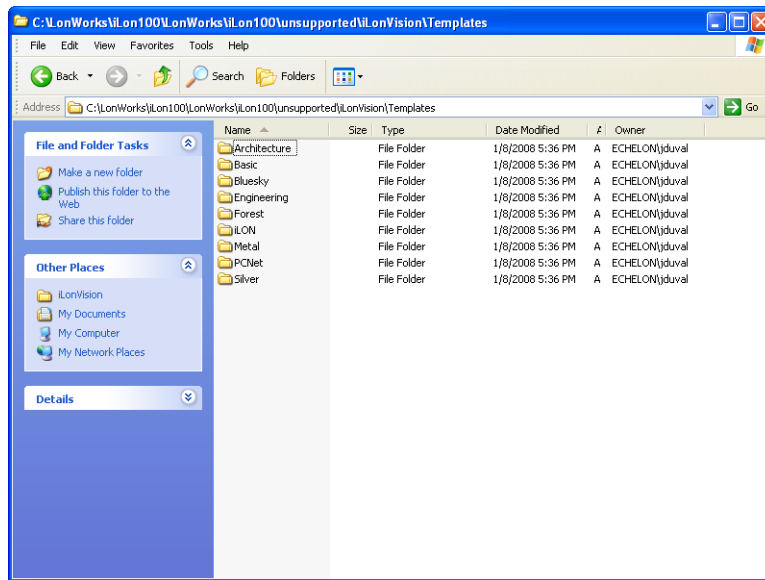 C:\LonWorks\iLon100\LonWorks\iLon100\unsupported\iLonVision\Templates
File Edit View Favorites Tools Help
Back Search Folders
Address C:\LonWorks\iLon100\LonWorks\iLon100\unsupported\iLonVision\Templates Go
Name Size Type Date Modified A Owner
File and Folder Tasks
Make a new folder
Publish this folder to the
Web
Share this folder
Other Places
iLonVision
My Documents
My Computer
My Network Places
Details
Architecture File Folder 1/8/2008 5:36 PM A ECHELON\jduval
Basic File Folder 1/8/2008 5:36 PM A ECHELON\jduval
Bluesky File Folder 1/8/2008 5:36 PM A ECHELON\jduval
Engineering File Folder 1/8/2008 5:36 PM A ECHELON\jduval
Forest File Folder 1/8/2008 5:36 PM A ECHELON\jduval
iLON File Folder 1/8/2008 5:36 PM A ECHELON\jduval
Metal File Folder 1/8/2008 5:36 PM A ECHELON\jduval
PCNet File Folder 1/8/2008 5:36 PM A ECHELON\jduval
Silver File Folder 1/8/2008 5:36 PM A ECHELON\jduval